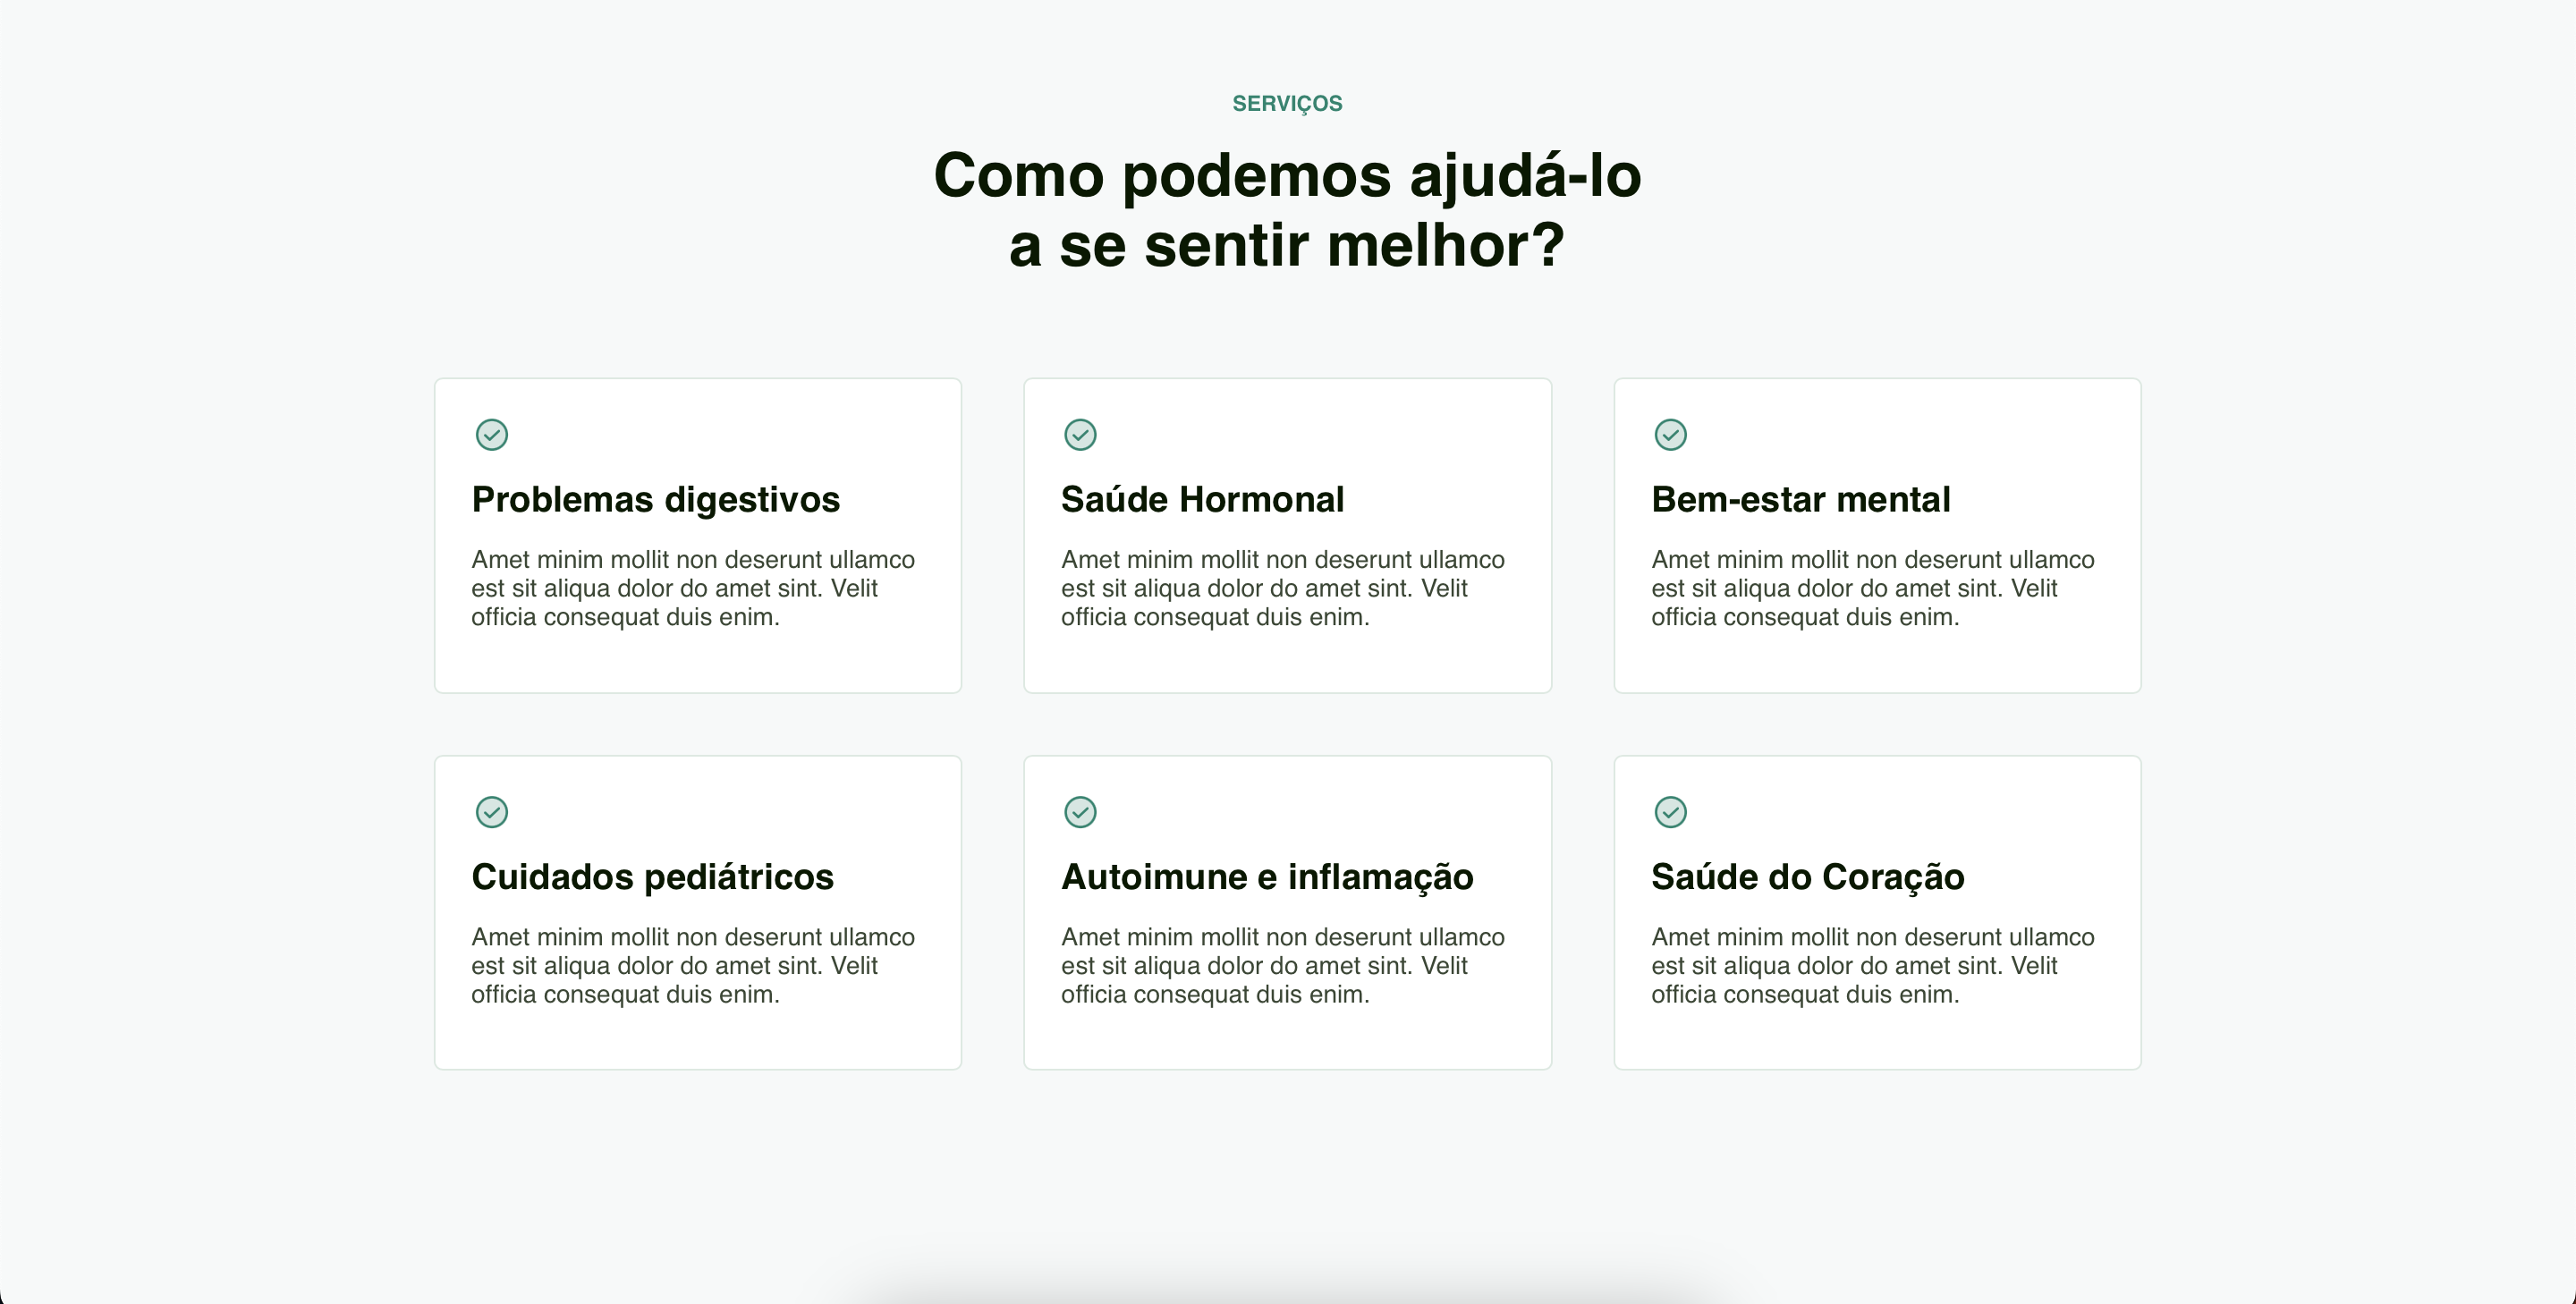 SERVIÇOS
Como podemos ajudá-lo
a se sentir melhor?
Problemas digestivos
Amet minim mollit non deserunt ullamco
est sit aliqua dolor do amet sint. Velit
officia consequat duis enim.
Saúde Hormonal
Amet minim mollit non deserunt ullamco
est sit aliqua dolor do amet sint. Velit
officia consequat duis enim.
Bem-estar mental
Amet minim mollit non deserunt ullamco
est sit aliqua dolor do amet sint. Velit
officia consequat duis enim.
Cuidados pediátricos
Amet minim mollit non deserunt ullamco
est sit aliqua dolor do amet sint. Velit
officia consequat duis enim.
Autoimune e inflamação
Amet minim mollit non deserunt ullamco
est sit aliqua dolor do amet sint. Velit
officia consequat duis enim.
Saúde do Coração
Amet minim mollit non deserunt ullamco
est sit aliqua dolor do amet sint. Velit
officia consequat duis enim.